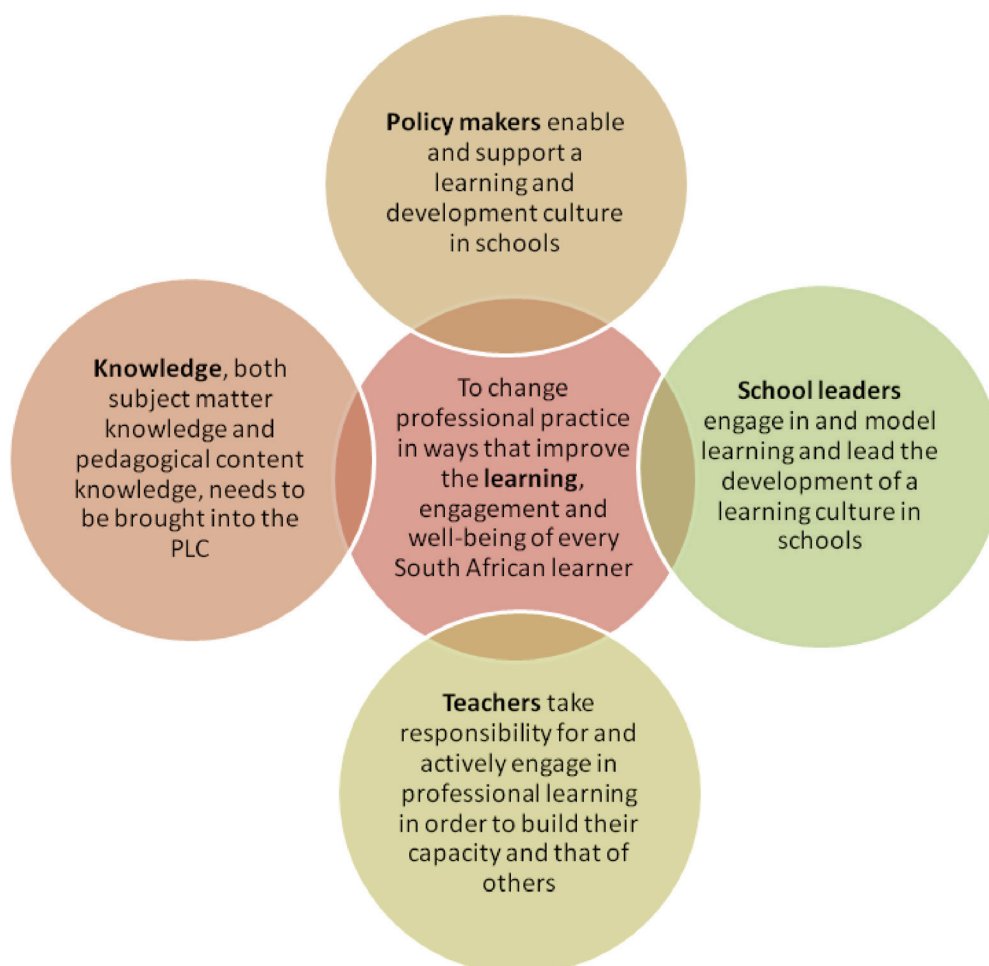 Policy makers enable
and support a
learning and
development culture
in schools
Knowledge, both
subject matter
knowledge and
pedagogical content
knowledge, needs to
be brought into the
PLC
To change
professional practice
in ways that improve
the learning,
engagement and
well-being of every
South African learner
School leaders
engage in and model
learning and lead the
development of a
learning culture in
schools
Teachers take
responsibility for and
actively engage in
professional learning
in order to build their
capacity and that of
others